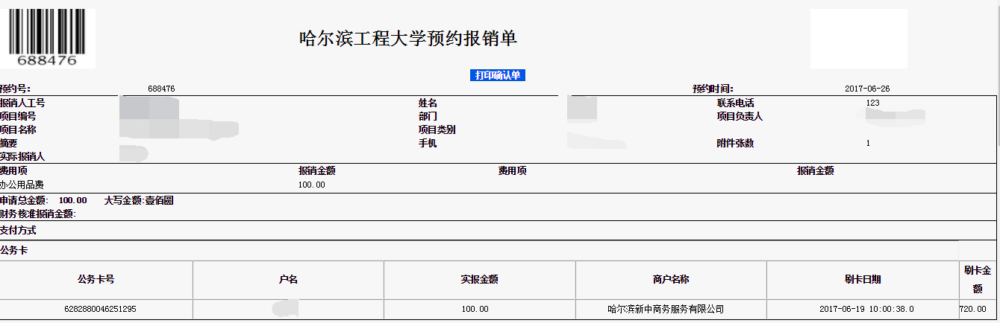 688476
哈尔滨工程大学预约报销单
打印确认单
预约号: 688476 预约时间: 2017-06-26
报销人工号 姓名 联系电话 123
项目编号 部门 项目负责人
项目名称 项目类别
摘要 手机 附件张数 1
实际报销人
费用项 报销金额 费用项 报销金额
办公用品费 100.00
申请总金额: 100.00 大写金额:壹佰圆
财务核准报销金额:
支付方式
公务卡
公务卡号 户名 实报金额 商户名称 刷卡日期 刷卡金额
6282880046251295 100.00 哈尔滨新中商务服务有限公司 2017-06-19 10:00:38.0 720.00